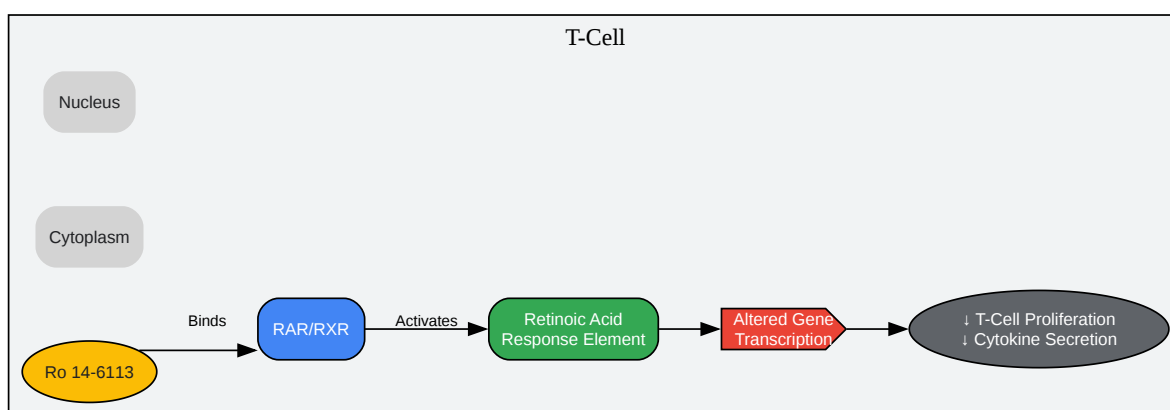 T-Cell
Nucleus
Cytoplasm
Ro 14-6113
Binds
RAR/RXR
Activates
Retinoic Acid
Response Element
Altered Gene
Transcription
↓ T-Cell Proliferation
↓ Cytokine Secretion